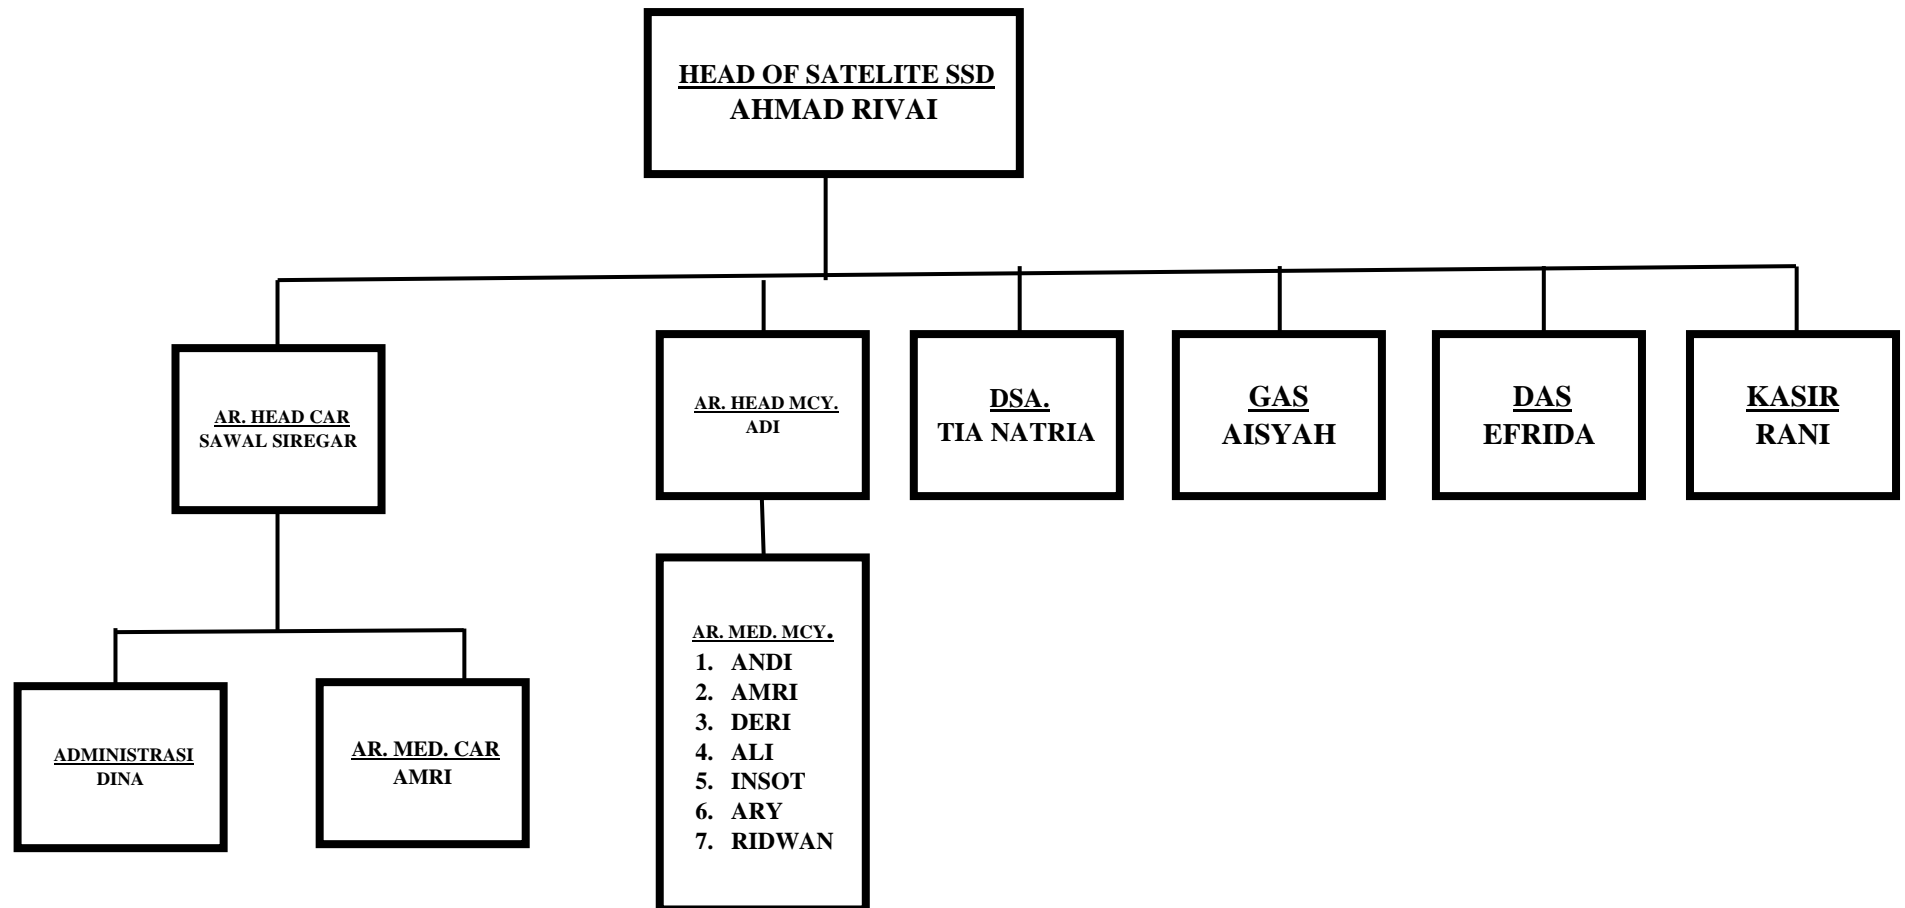 HEAD OF SATELITE SSD
AHMAD RIVAI
AR. HEAD CAR
SAWAL SIREGAR
AR. HEAD MCY.
ADI
DSA.
TIA NATRIA
GAS
AISYAH
DAS
EFRIDA
KASIR
RANI
ADMINISTRASI
DINA
AR. MED. CAR
AMRI
AR. MED. MCY.
1. ANDI
2. AMRI
3. DERI
4. ALI
5. INSOT
6. ARY
7. RIDWAN